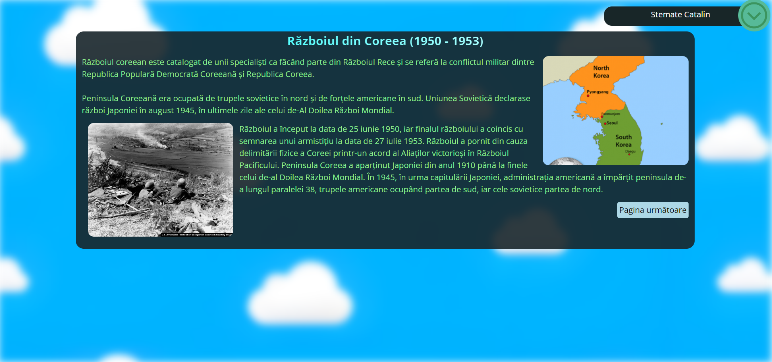 Stemate Catalin
Războiul din Coreea (1950 - 1953)
Războiul coreean este catalogat de unii specialiști ca făcând parte din Războiul Rece și se referă la conflictul militar dintre
Republica Populară Democrată Coreeană și Republica Coreea.
Peninsula Coreeană era ocupată de trupele sovietice în nord și de forțele americane în sud. Uniunea Sovietică declarase
război Japoniei în august 1945, în ultimele zile ale celui de-Al Doilea Război Mondial.
Războiul a început la data de 25 iunie 1950, iar finalul războiului a coincis cu
semnarea unui armistițiu la data de 27 iulie 1953. Războiul a pornit din cauza
delimitării fizice a Coreei printr-un acord al Aliaților victorioși în Războiul
Pacificului. Peninsula Coreea a aparținut Japoniei din anul 1910 până la finele
celui de-al Doilea Război Mondial. În 1945, în urma capitulării Japoniei, administrația americană a împărțit peninsula de-
a lungul paralelei 38, trupele americane ocupând partea de sud, iar cele sovietice partea de nord.
North
Korea
Pyongyang
Seoul
South
Korea
Pagina următoare